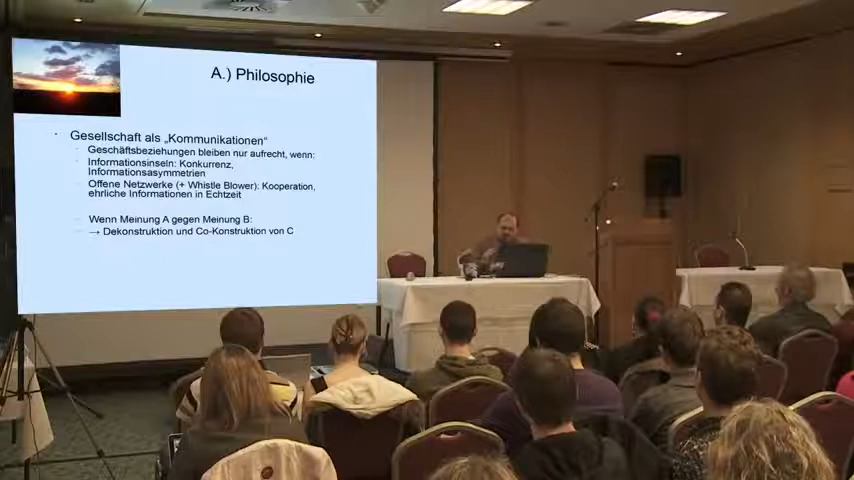 A.) Philosophie
Gesellschaft als „Kommunikationen“
Geschäftsbeziehungen bleiben nur aufrecht, wenn:
Informationsinseln: Konkurrenz,
Informationsasymmetrien
Offene Netzwerke (+ Whistle Blower): Kooperation,
ehrliche Informationen in Echtzeit
Wenn Meinung A gegen Meinung B:
→ Dekonstruktion und Co-Konstruktion von C